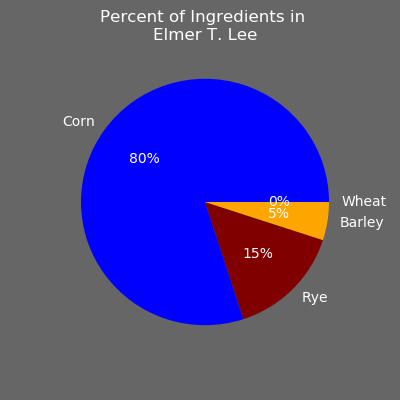 Percent of Ingredients in
Elmer T. Lee
Corn
80%
0%
Wheat
5%
Barley
15%
Rye